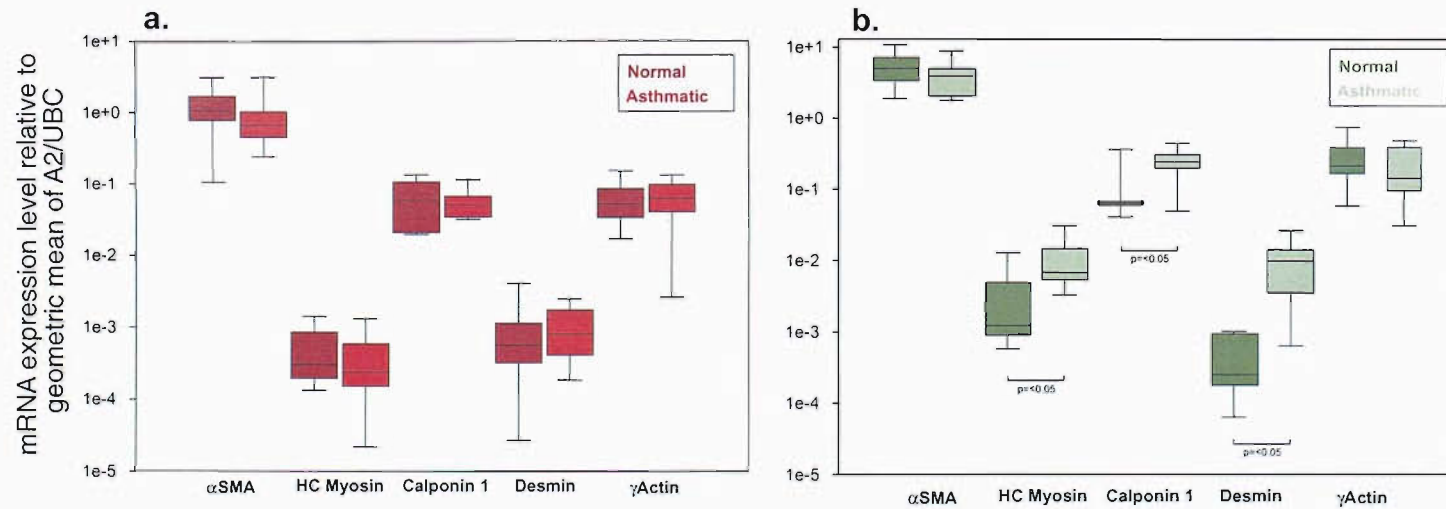 a.
mRNA expression level relative to
geometric mean of A2/UBC
1e+1
1e+0
1e-1
1e-2
1e-3
1e-4
1e-5
Normal
Asthmatic
αSMA HC Myosin Calponin 1 Desmin γActin
b.
1e+1
1e+0
1e-1
1e-2
1e-3
1e-4
1e-5
Normal
Asthmatic
p=<0.05
p=<0.05
p=<0.05
αSMA HC Myosin Calponin 1 Desmin γActin